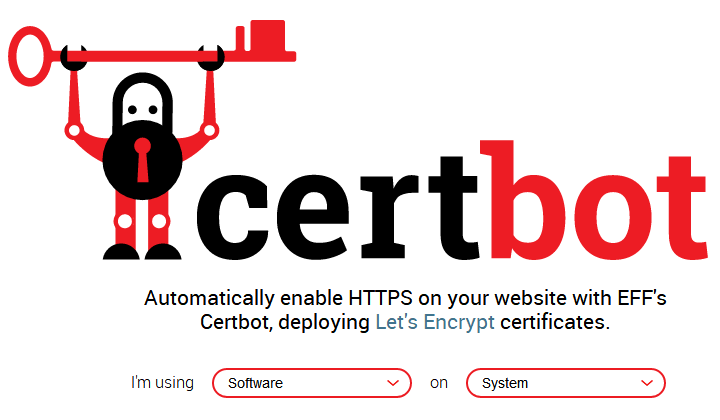 certbot
Automatically enable HTTPS on your website with EFF's
Certbot, deploying Let's Encrypt certificates.
I'm using Software on System